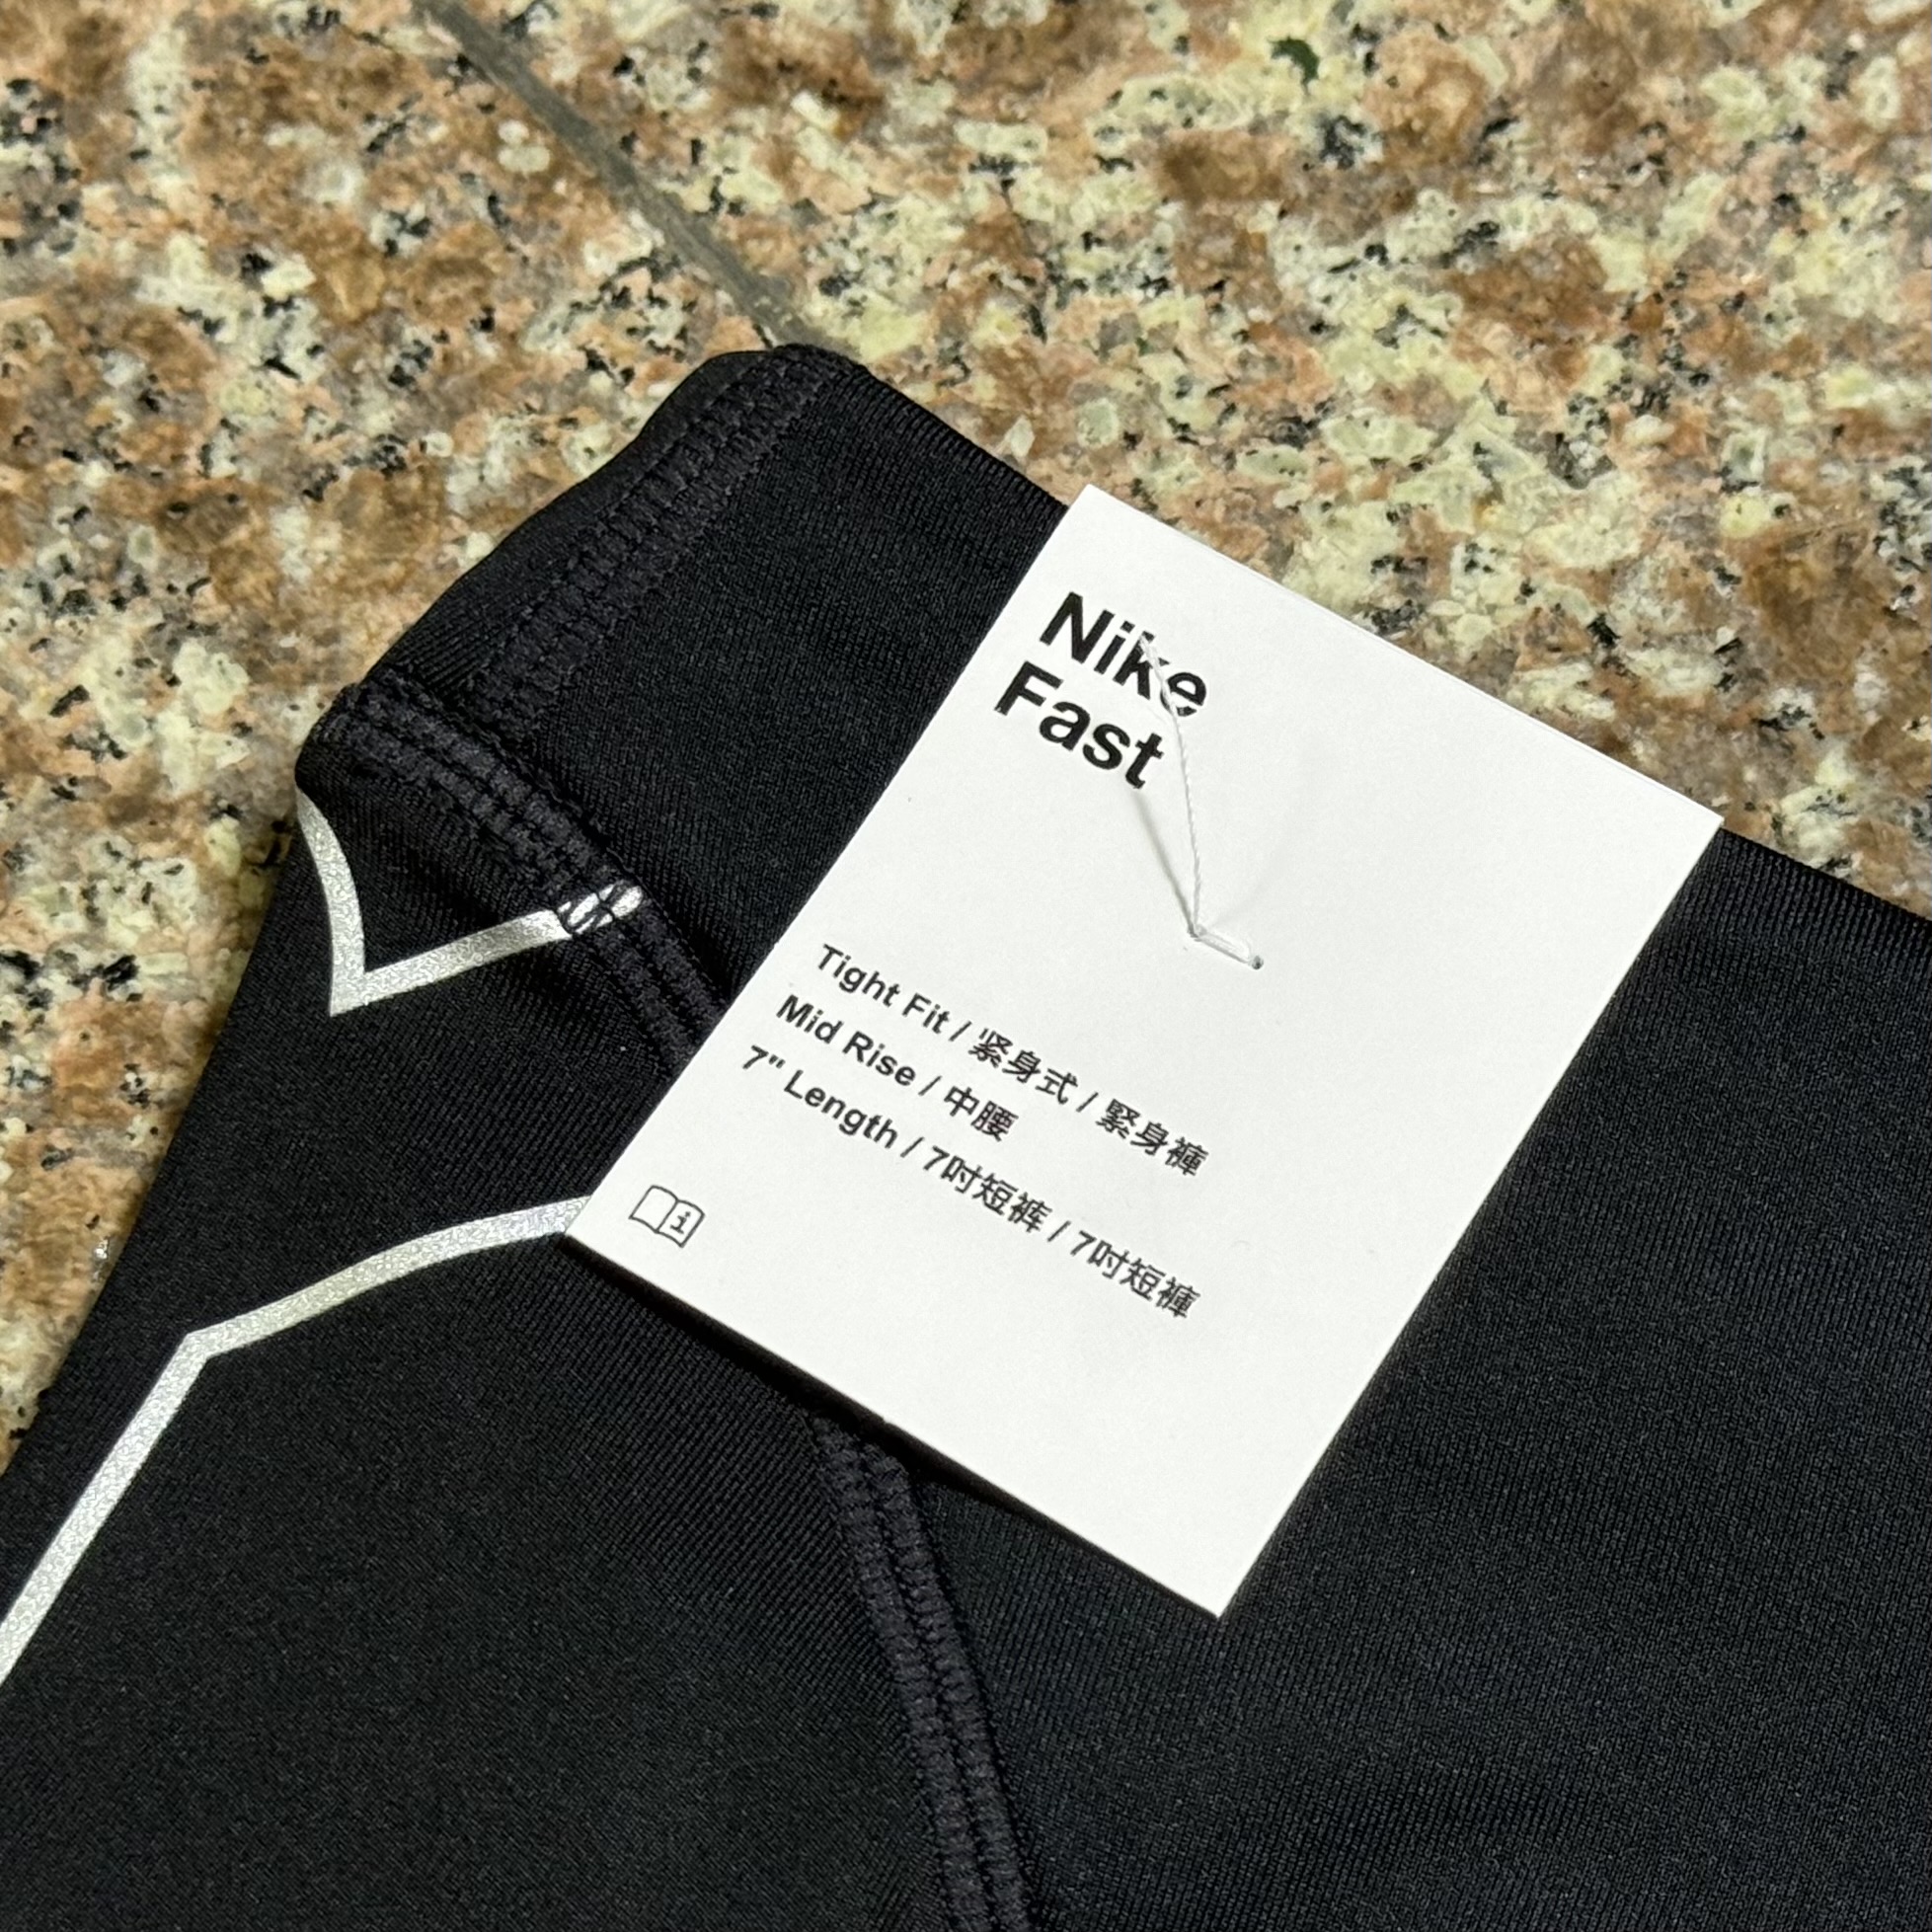 Nike
Fast
Tight Fit / 紧身式 / 緊身褲
Mid Rise / 中腰
7" Length / 7吋短裤 / 7吋短褲
i